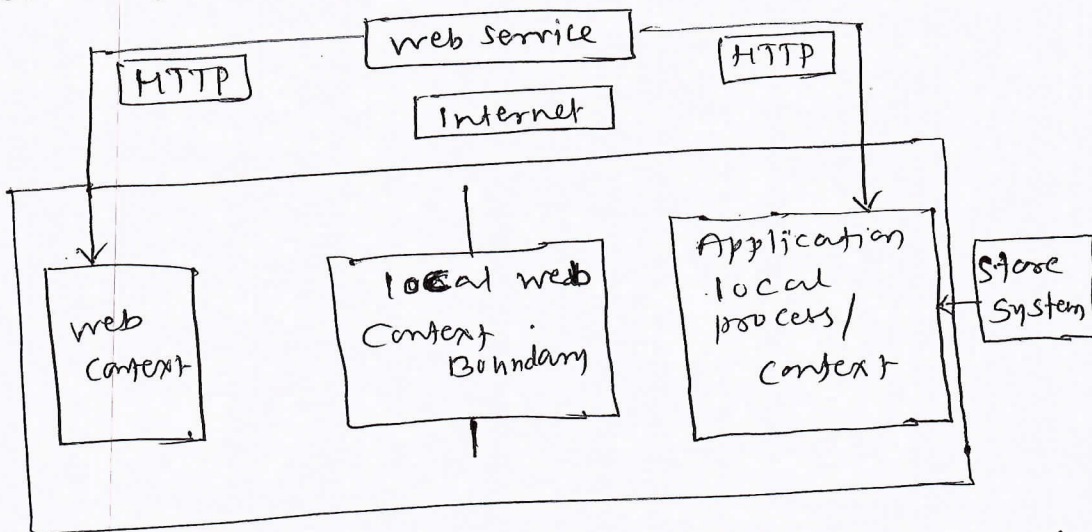 Web Service
HTTP
HTTP
Internet
Web
Context
local web
Context
Boundary
Application
local
process/
Context
Store
System